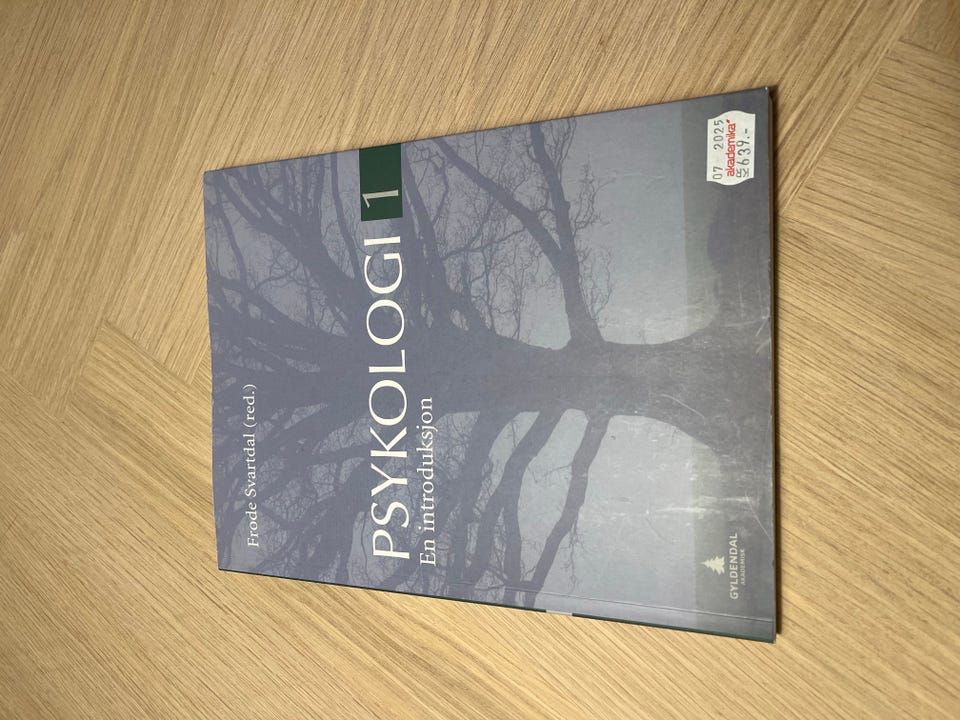 Frode Svartdal (red.)
PSYKOLOGI 1
En introduksjon
GYLDENDAL
AKADEMISK
07 2025
akademika
639.-